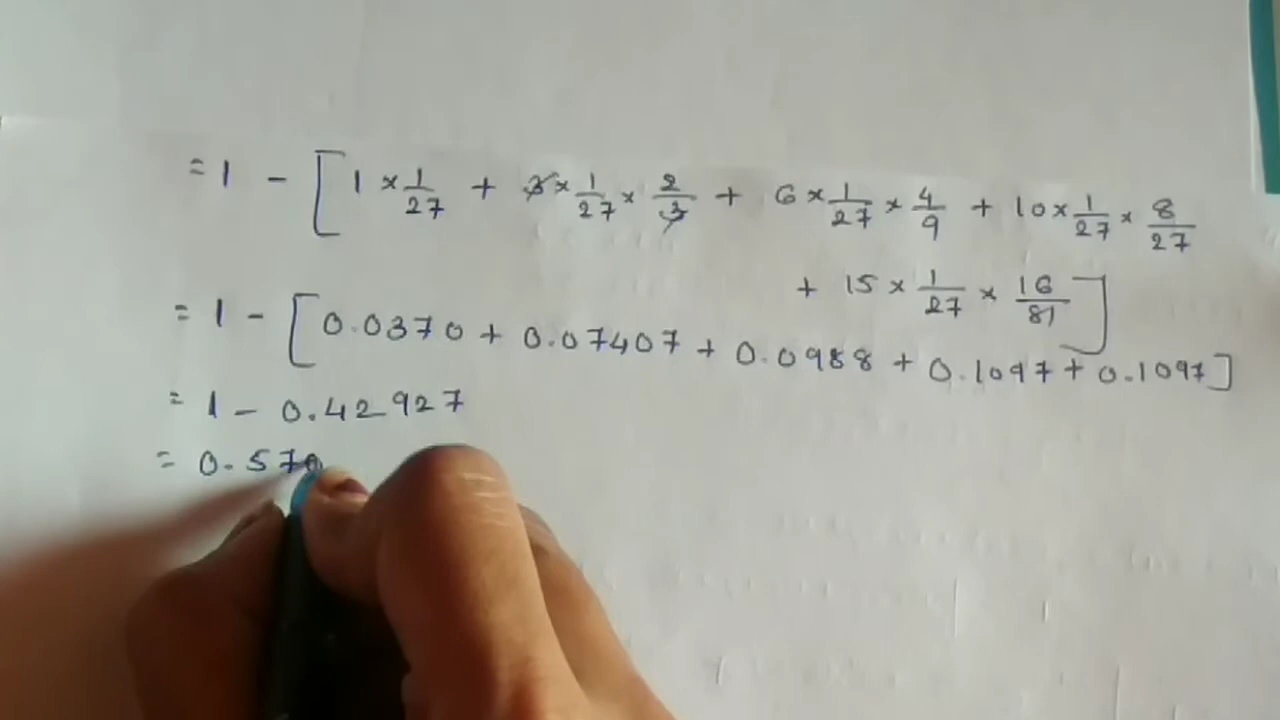 = 1 - [ 1 × 1/27 + 3 × 1/27 × 2/3 + 6 × 1/27 × 4/9 + 10 × 1/27 × 8/27
+ 15 × 1/27 × 16/81 ]
= 1 - [ 0.0370 + 0.07407 + 0.0988 + 0.1097 + 0.1097 ]
= 1 - 0.42927
= 0.570